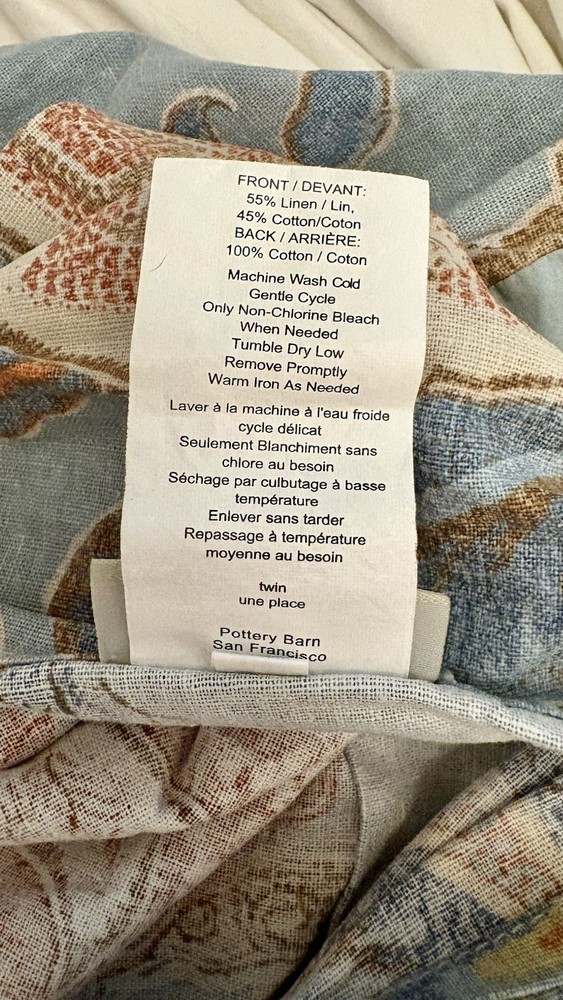 FRONT / DEVANT:
55% Linen / Lin,
45% Cotton/Coton
BACK / ARRIÈRE:
100% Cotton / Coton
Machine Wash Cold
Gentle Cycle
Only Non-Chlorine Bleach
When Needed
Tumble Dry Low
Remove Promptly
Warm Iron As Needed
Laver à la machine à l'eau froide
cycle délicat
Seulement Blanchiment sans
chlore au besoin
Séchage par culbutage à basse
température
Enlever sans tarder
Repassage à température
moyenne au besoin
twin
une place
Pottery Barn
San Francisco